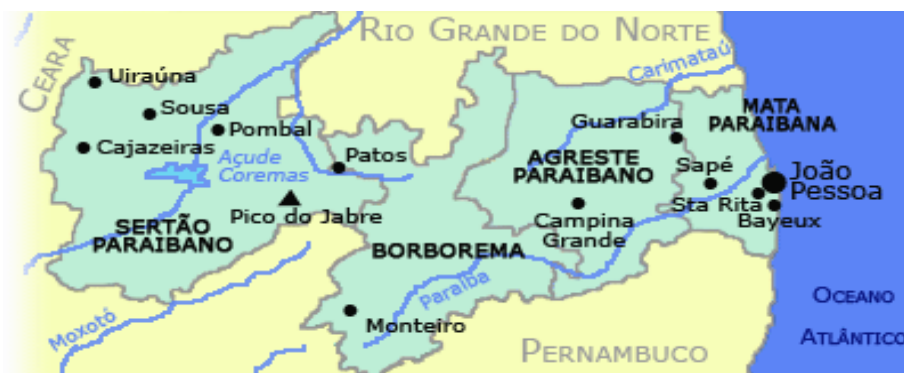 RIO GRANDE DO NORTE
CEARA
Carimataú
Uiraúna
Sousa
Pombal
Cajazeiras
Açude
Coremas
Patos
Guarabira
MATA
PARAIBANA
AGRESTE
PARAIBANO
Sapé
João
Pessoa
Sta Rita
Bayeux
Pico do Jabre
SERTÃO
PARAIBANO
Campina
Grande
BORBOREMA
Paraíba
Monteiro
Moxotó
PERNAMBUCO
OCEANO
ATLÂNTICO